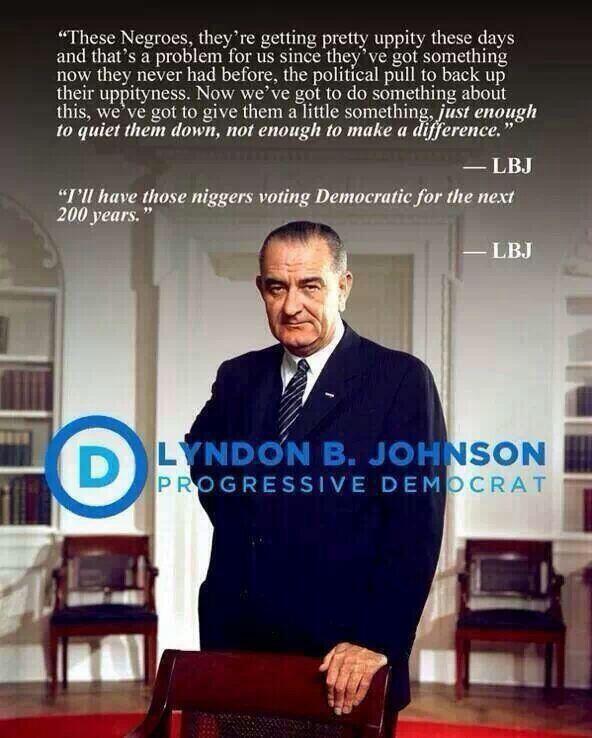 “These Negroes, they’re getting pretty uppity these days
and that’s a problem for us since they’ve got something
now they never had before, the political pull to back up
their uppityness. Now we’ve got to do something about
this, we’ve got to give them a little something, just enough
to quiet them down, not enough to make a difference.”
— LBJ
“I’ll have those niggers voting Democratic for the next
200 years.”
— LBJ
D
LYNDON B. JOHNSON
PROGRESSIVE DEMOCRAT